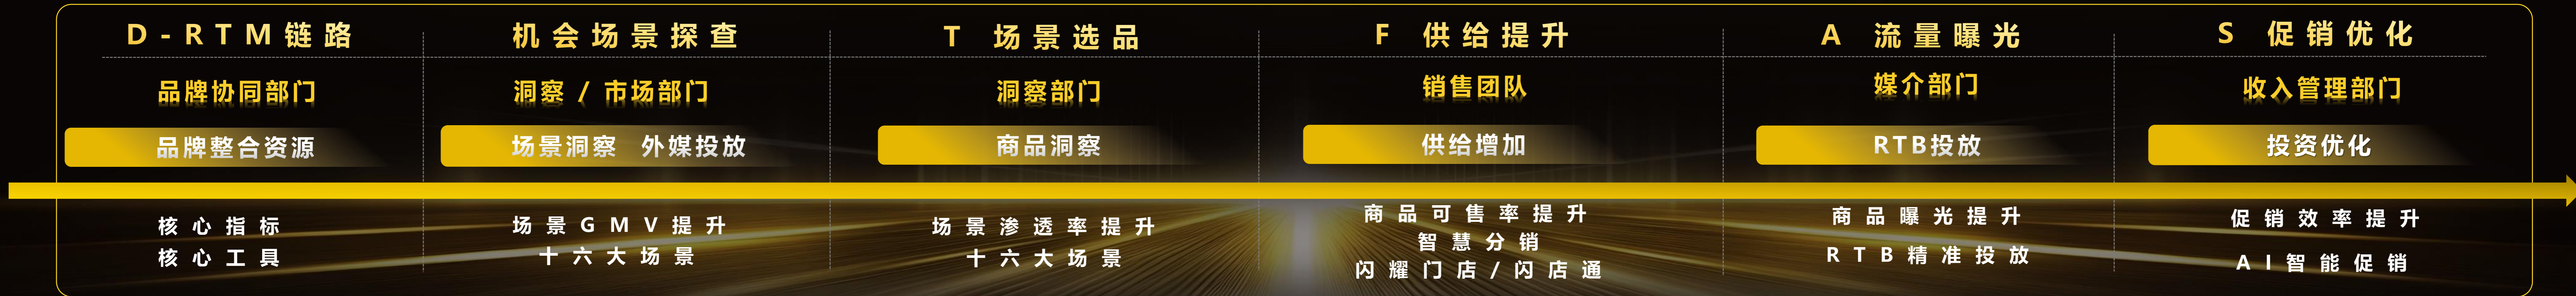 D-RTM链路
机会场景探查
T 场景选品
F 供给提升
A 流量曝光
S 促销优化
品牌协同部门
洞察 / 市场部门
洞察部门
销售团队
媒介部门
收入管理部门
品牌整合资源
场景洞察 外媒投放
商品洞察
供给增加
RTB投放
投资优化
核心指标
场景GMV提升
场景渗透率提升
商品可售率提升
商品曝光提升
促销效率提升
核心工具
十六大场景
十六大场景
智慧分销
闪耀门店/闪店通
RTB精准投放
AI智能促销